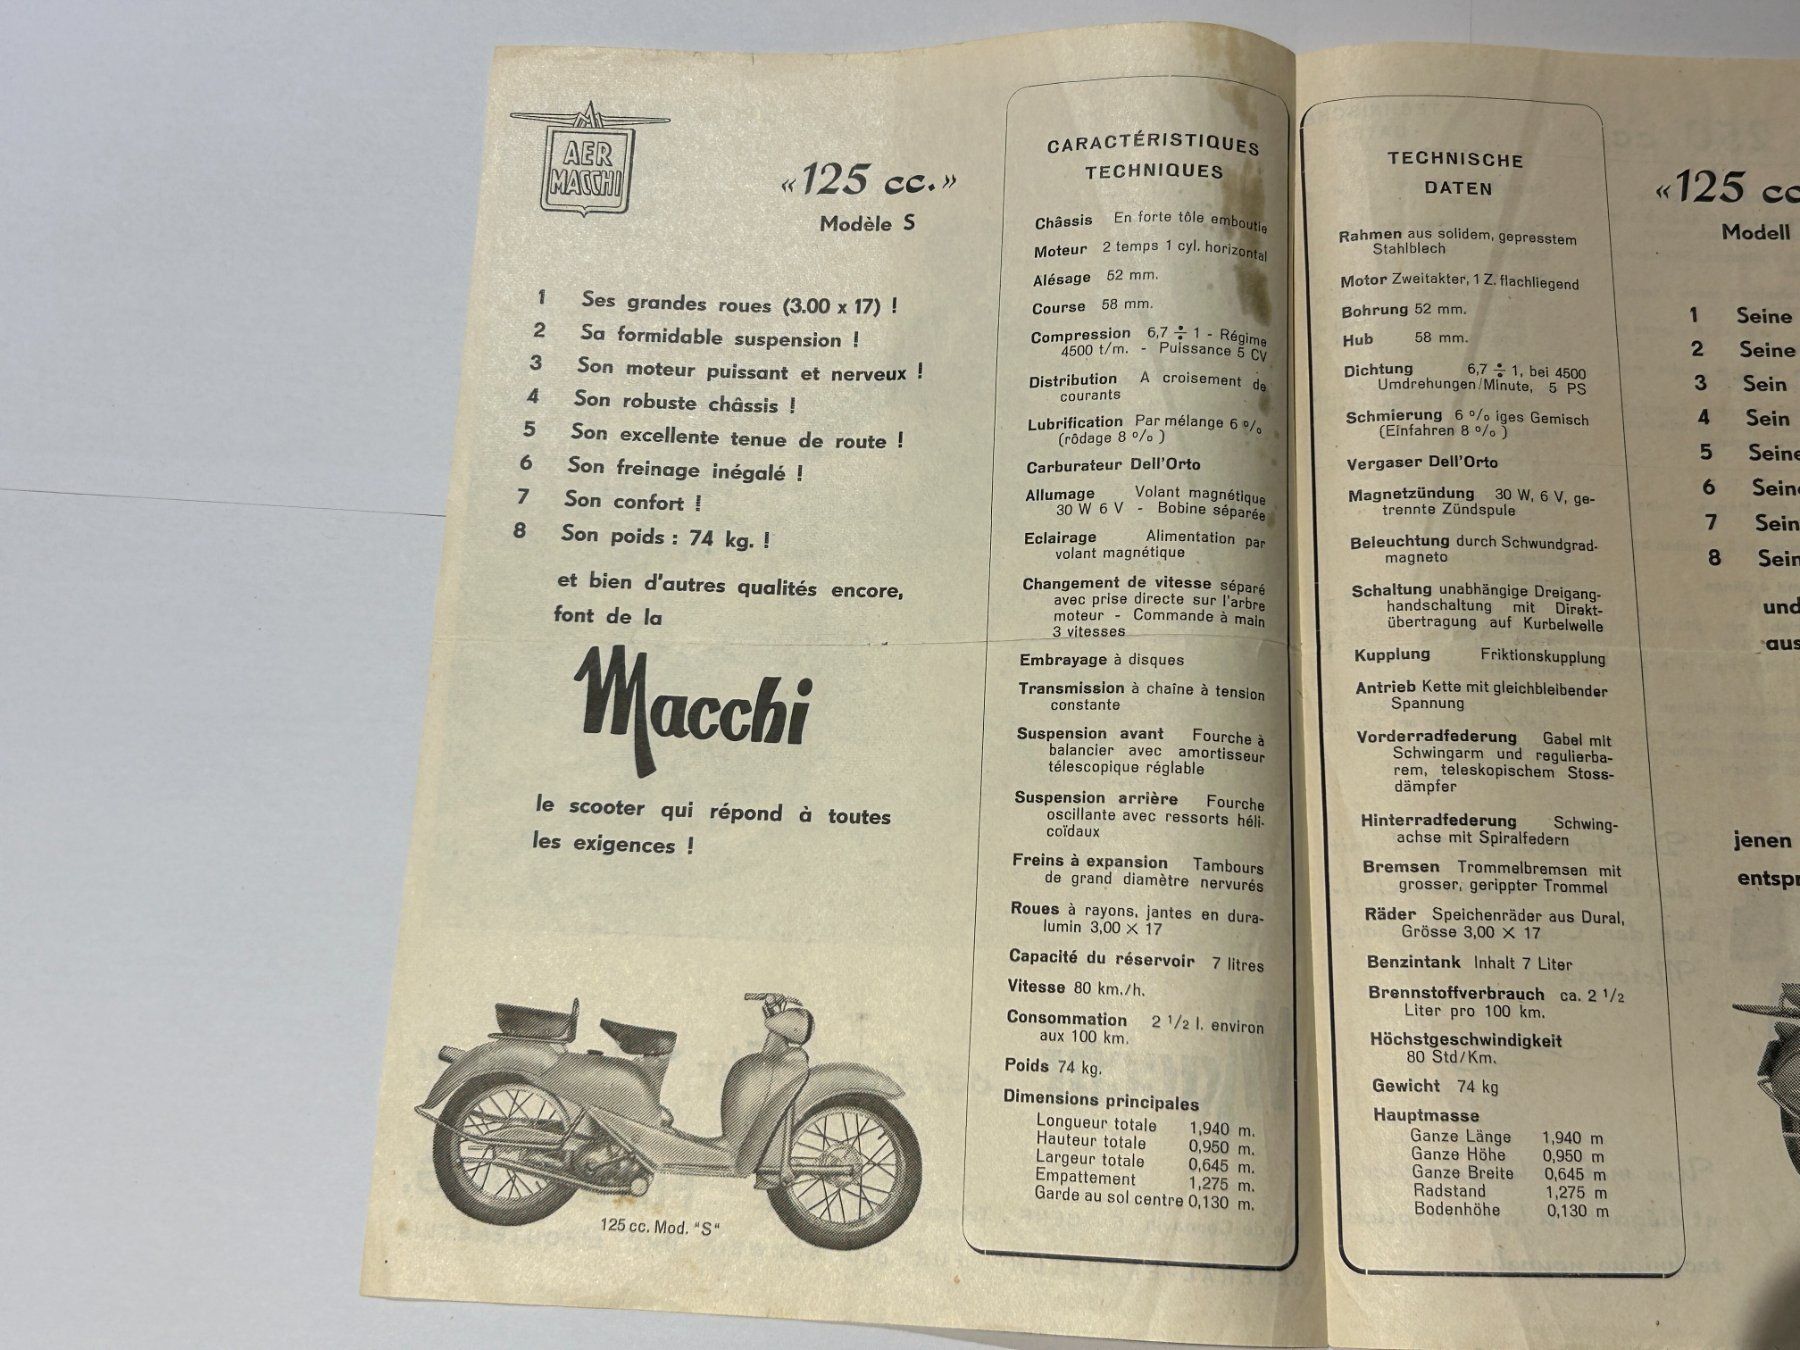 AER
MACCHI
«125 cc.»
Modèle S
1 Ses grandes roues (3.00 x 17) !
2 Sa formidable suspension !
3 Son moteur puissant et nerveux !
4 Son robuste châssis !
5 Son excellente tenue de route !
6 Son freinage inégalé !
7 Son confort !
8 Son poids : 74 kg. !
et bien d'autres qualités encore,
font de la
Macchi
le scooter qui répond à toutes
les exigences !
125 cc. Mod. "S"
CARACTÉRISTIQUES
TECHNIQUES
Châssis En forte tôle emboutie
Moteur 2 temps 1 cyl. horizontal
Alésage 52 mm.
Course 58 mm.
Compression 6,7 ÷ 1 - Régime
4500 t/m. - Puissance 5 CV
Distribution A croisement de
courants
Lubrification Par mélange 6 %
(rôdage 8 %)
Carburateur Dell'Orto
Allumage Volant magnétique
30 W 6 V - Bobine séparée
Eclairage Alimentation par
volant magnétique
Changement de vitesse séparé
avec prise directe sur l'arbre
moteur - Commande à main
3 vitesses
Embrayage à disques
Transmission à chaîne à tension
constante
Suspension avant Fourche à
balancier avec amortisseur
télescopique réglable
Suspension arrière Fourche
oscillante avec ressorts héli-
coïdaux
Freins à expansion Tambours
de grand diamètre nervurés
Roues à rayons, jantes en dura-
lumin 3,00 × 17
Capacité du réservoir 7 litres
Vitesse 80 km./h.
Consommation 2 1/2 l. environ
aux 100 km.
Poids 74 kg.
Dimensions principales
Longueur totale 1,940 m.
Hauteur totale 0,950 m.
Largeur totale 0,645 m.
Empattement 1,275 m.
Garde au sol centre 0,130 m.
TECHNISCHE
DATEN
Rahmen aus solidem, gepresstem
Stahlblech
Motor Zweitakter, 1 Z. flachliegend
Bohrung 52 mm.
Hub 58 mm.
Dichtung 6,7 ÷ 1, bei 4500
Umdrehungen/Minute, 5 PS
Schmierung 6 % iges Gemisch
(Einfahren 8 %)
Vergaser Dell'Orto
Magnetzündung 30 W, 6 V, ge-
trennte Zündspule
Beleuchtung durch Schwundgrad-
magneto
Schaltung unabhängige Dreigang-
handschaltung mit Direkt-
übertragung auf Kurbelwelle
Kupplung Friktionskupplung
Antrieb Kette mit gleichbleibender
Spannung
Vorderradfederung Gabel mit
Schwingarm und regulierba-
rem, teleskopischem Stoss-
dämpfer
Hinterradfederung Schwing-
achse mit Spiralfedern
Bremsen Trommelbremsen mit
grosser, gerippter Trommel
Räder Speichenräder aus Dural,
Grösse 3,00 × 17
Benzintank Inhalt 7 Liter
Brennstoffverbrauch ca. 2 1/2
Liter pro 100 km.
Höchstgeschwindigkeit
80 Std/Km.
Gewicht 74 kg
Hauptmasse
Ganze Länge 1,940 m
Ganze Höhe 0,950 m
Ganze Breite 0,645 m
Radstand 1,275 m
Bodenhöhe 0,130 m
«125 cc
Modell
1 Seine
2 Seine
3 Sein
4 Sein
5 Seine
6 Sein
7 Sein
8 Sein
und
aus
jenen
entsp